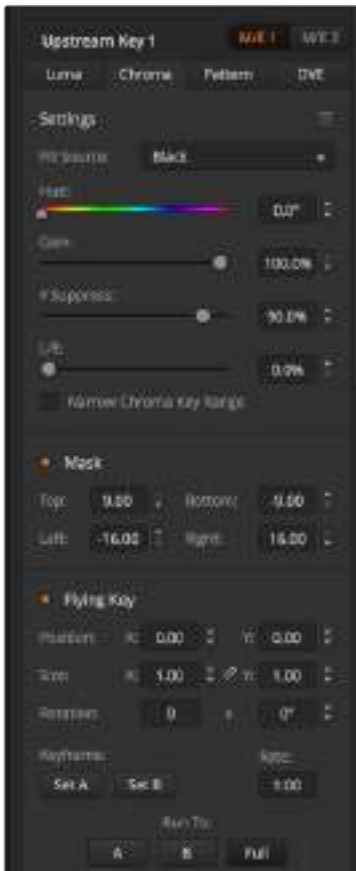 Upstream Key 1 M/E 1 M/E 2
Luma Chroma Pattern DVE
Settings
Fill Source: Black
Hue: 0.0°
Gain: 100.0%
Y Suppress: 90.0%
Lift: 0.0%
Narrow Chroma Key Range
Mask
Top: 9.00 Bottom: -9.00
Left: -16.00 Right: 16.00
Flying Key
Position: X: 0.00 Y: 0.00
Size: X: 1.00 Y: 1.00
Rotation: 0 + 0°
Keyframe: Rate:
Set A Set B 1:00
Run To:
A B Full